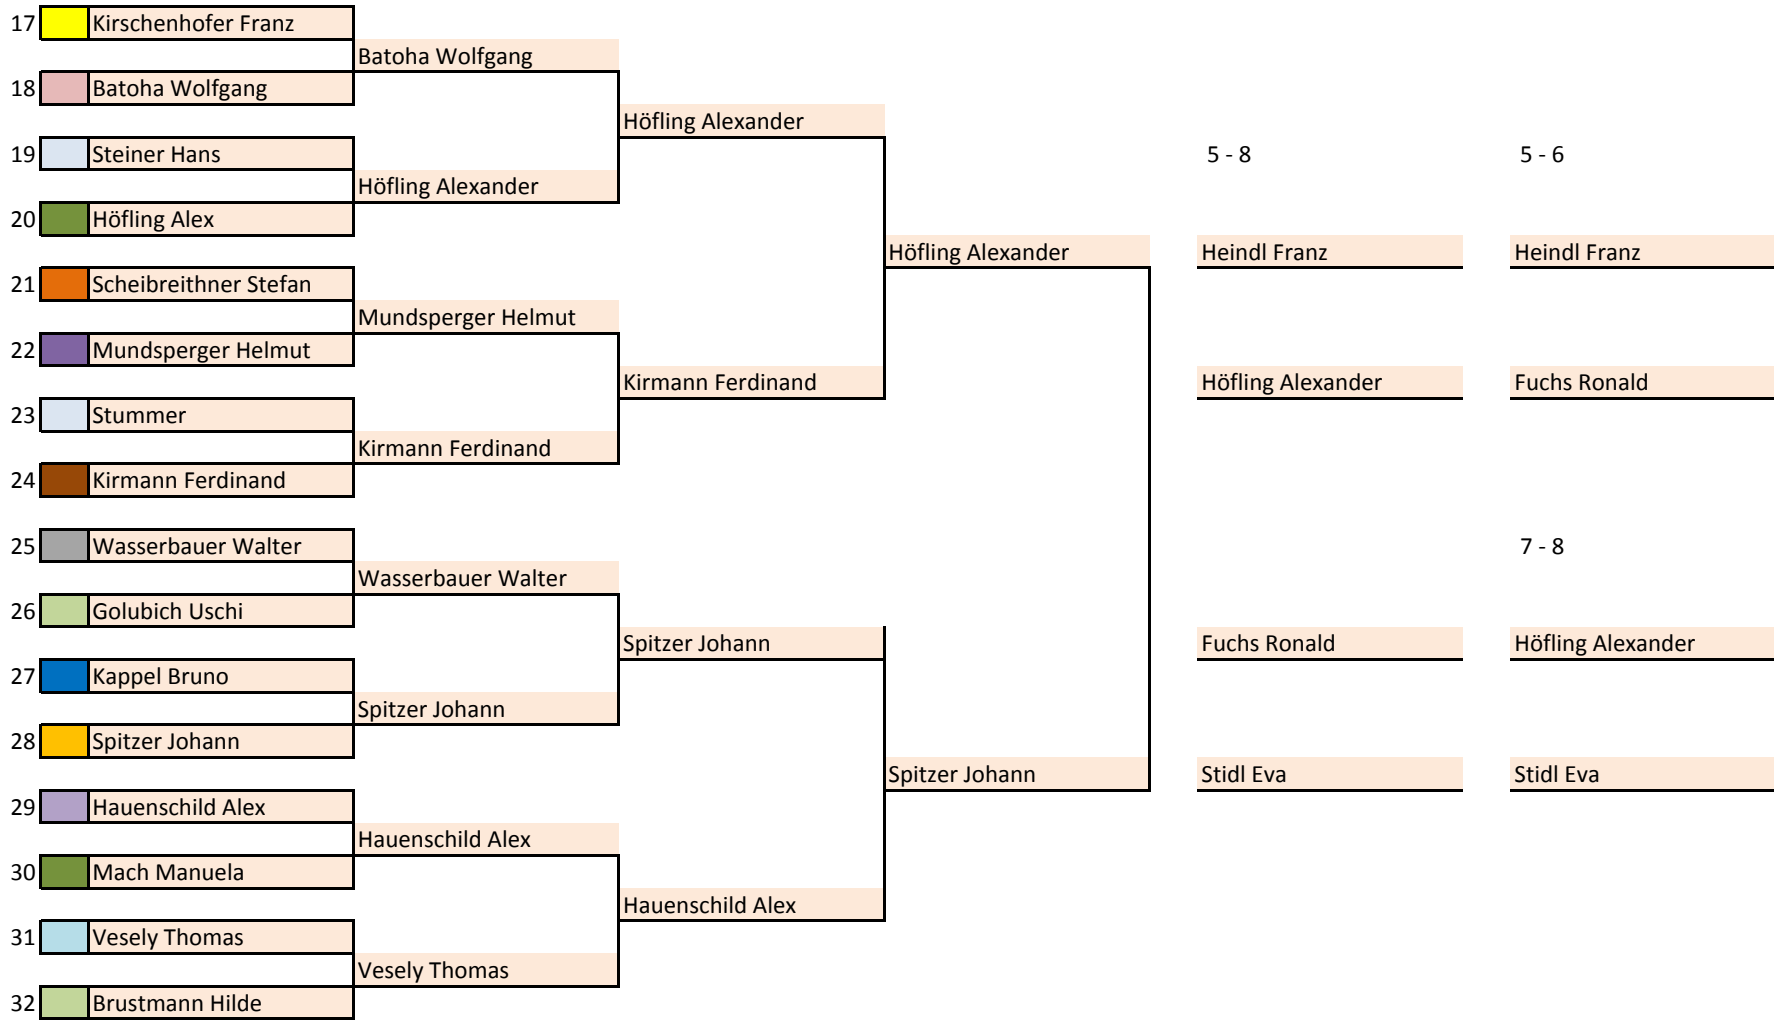 17 Kirschenhofer Franz
Batoha Wolfgang
18 Batoha Wolfgang
Höfling Alexander
19 Steiner Hans 5 - 8 5 - 6
Höfling Alexander
20 Höfling Alex
Höfling Alexander Heindl Franz Heindl Franz
21 Scheibreithner Stefan
Mundsperger Helmut
22 Mundsperger Helmut
Kirmann Ferdinand Höfling Alexander Fuchs Ronald
23 Stummer
Kirmann Ferdinand
24 Kirmann Ferdinand
25 Wasserbauer Walter 7 - 8
Wasserbauer Walter
26 Golubich Uschi
Spitzer Johann Fuchs Ronald Höfling Alexander
27 Kappel Bruno
Spitzer Johann
28 Spitzer Johann
Spitzer Johann Stidl Eva Stidl Eva
29 Hauenschild Alex
Hauenschild Alex
30 Mach Manuela
Hauenschild Alex
31 Vesely Thomas
Vesely Thomas
32 Brustmann Hilde